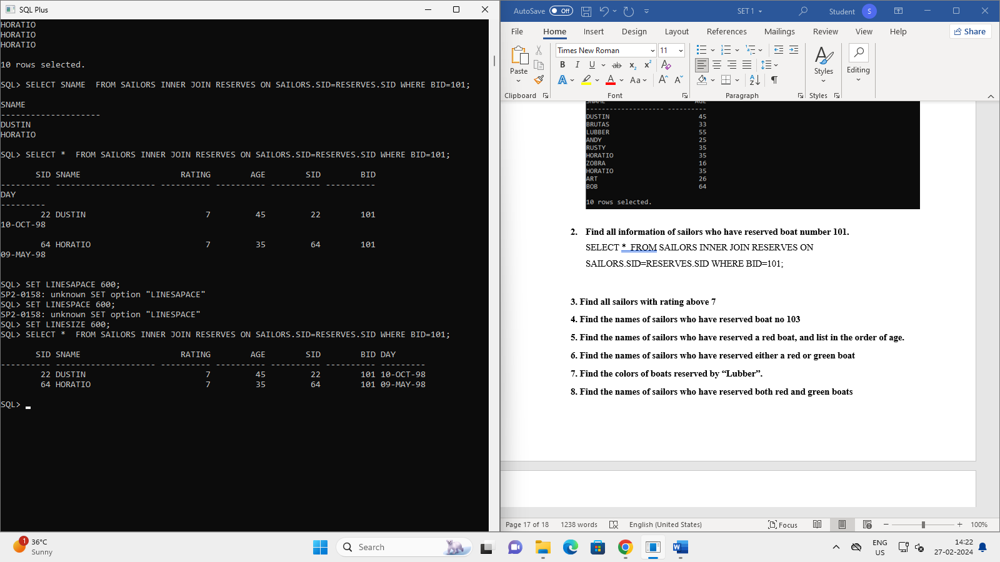 SQL Plus
HORATIO
HORATIO
HORATIO
10 rows selected.
SQL> SELECT SNAME  FROM SAILORS INNER JOIN RESERVES ON SAILORS.SID=RESERVES.SID WHERE BID=101;
SNAME
--------------------
DUSTIN
HORATIO
SQL> SELECT *  FROM SAILORS INNER JOIN RESERVES ON SAILORS.SID=RESERVES.SID WHERE BID=101;
SID SNAME RATING AGE SID BID
---------- -------------------- ---------- ---------- ---------- ----------
DAY
---------
22 DUSTIN 7 45 22 101
10-OCT-98
64 HORATIO 7 35 64 101
09-MAY-98
SQL> SET LINESAPACE 600;
SP2-0158: unknown SET option "LINESAPACE"
SQL> SET LINESPACE 600;
SP2-0158: unknown SET option "LINESPACE"
SQL> SET LINESIZE 600;
SQL> SELECT *  FROM SAILORS INNER JOIN RESERVES ON SAILORS.SID=RESERVES.SID WHERE BID=101;
SID SNAME RATING AGE SID BID DAY
---------- -------------------- ---------- ---------- ---------- ---------- ---------
22 DUSTIN 7 45 22 101 10-OCT-98
64 HORATIO 7 35 64 101 09-MAY-98
SQL>
AutoSave Off SET 1 Student S
File Home Insert Design Layout References Mailings Review View Help Share
Paste
Clipboard
Times New Roman 11
B I U ab x₂ x² A
A A Aa A A
Font
Paragraph
Styles
Styles
Editing
SNAME AGE
-------------------- ----------
DUSTIN 45
BRUTAS 33
LUBBER 55
ANDY 25
RUSTY 35
HORATIO 35
ZOBRA 16
HORATIO 35
ART 26
BOB 64
10 rows selected.
2. Find all information of sailors who have reserved boat number 101.
SELECT *  FROM SAILORS INNER JOIN RESERVES ON
SAILORS.SID=RESERVES.SID WHERE BID=101;
3. Find all sailors with rating above 7
4. Find the names of sailors who have reserved boat no 103
5. Find the names of sailors who have reserved a red boat, and list in the order of age.
6. Find the names of sailors who have reserved either a red or green boat
7. Find the colors of boats reserved by “Lubber”.
8. Find the names of sailors who have reserved both red and green boats
Page 17 of 18 1238 words English (United States) Focus 100%
1 36°C
Sunny
Search
ENG
US
14:22
27-02-2024